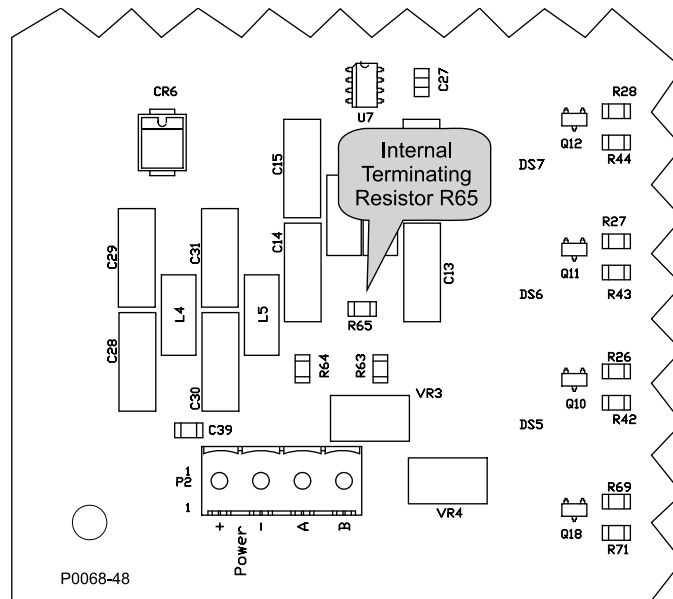 CR6
U7
C27
R28
Q12
R44
DS7
C15
Internal
Terminating
Resistor R65
C29
C31
C14
C13
R27
Q11
R43
DS6
L4
L5
R65
C28
C30
R64
R63
R26
Q10
R42
DS5
VR3
C39
1
P2
1
+ - A B
Power
VR4
R69
Q18
R71
P0068-48